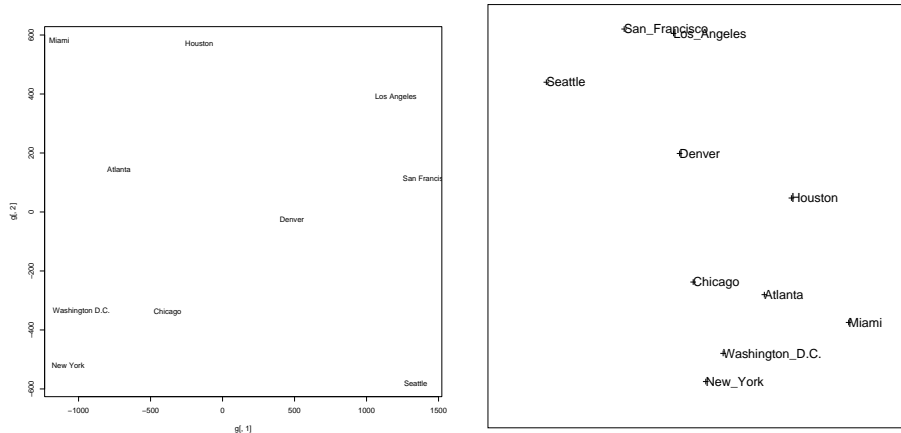 600
400
200
0
−200
−400
−600
g[, 2]
Miami
Houston
Los Angeles
Atlanta
San Francis
Denver
Washington D.C.
Chicago
New York
Seattle
−1000 −500 0 500 1000 1500
g[, 1]
San_Francisco
Los_Angeles
Seattle
Denver
Houston
Chicago
Atlanta
Miami
Washington_D.C.
New_York